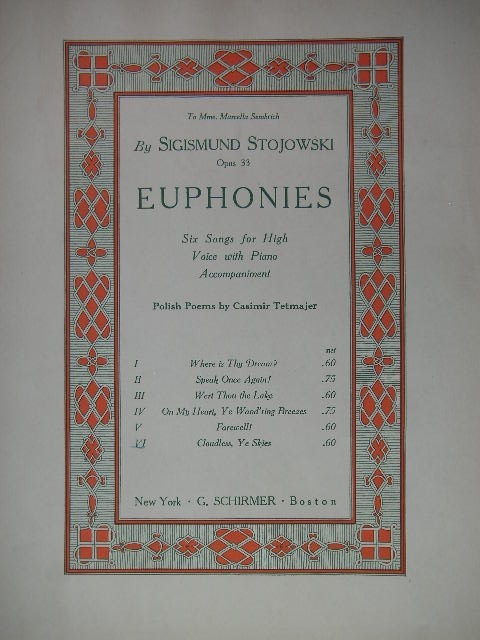 To Mme. Marcella Sembrich
By SIGISMUND STOJOWSKI
Opus 33
EUPHONIES
Six Songs for High
Voice with Piano
Accompaniment
Polish Poems by Casimir Tetmajer
net
I Where is Thy Dream? .60
II Speak Once Again! .75
III Wert Thou the Lake .60
IV On My Heart, Ye Wand'ring Breezes .75
V Farewell! .60
VI Cloudless, Ye Skies .60
New York · G. SCHIRMER · Boston